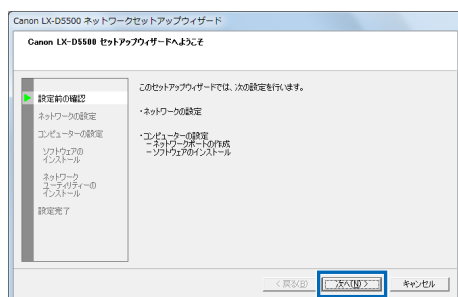 Canon LX-D5500 ネットワークセットアップウィザード
Canon LX-D5500 セットアップウィザードへようこそ
設定前の確認
ネットワークの設定
コンピューターの設定
ソフトウェアの
インストール
ネットワーク
ユーティリティーの
インストール
設定完了
このセットアップウィザードでは、次の設定を行います。
・ネットワークの設定
・コンピューターの設定
－ネットワークポートの作成
－ソフトウェアのインストール
< 戻る(B)
次へ(N) >
キャンセル